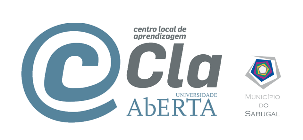 centro local de
aprendizagem
Cla
UNIVERSIDADE
AbERTA
MUNICÍPIO
DO
SABUGAL